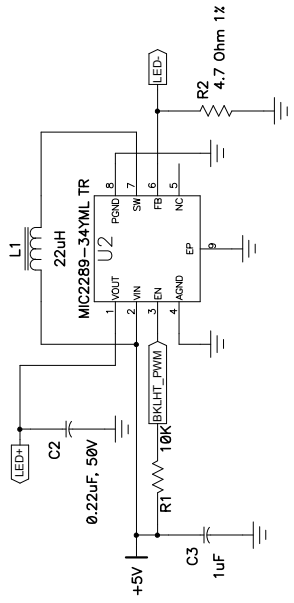 L1
22uH
MIC2289-34YML TR
U2
1 VOUT
2 VIN
3 EN
4 AGND
PGND 8
SW 7
FB 6
NC 5
EP
9
LED+
C2
0.22uF, 50V
BKLHT_PWM
10K
R1
+5V
C3
1uF
LED-
R2
4.7 Ohm 1%